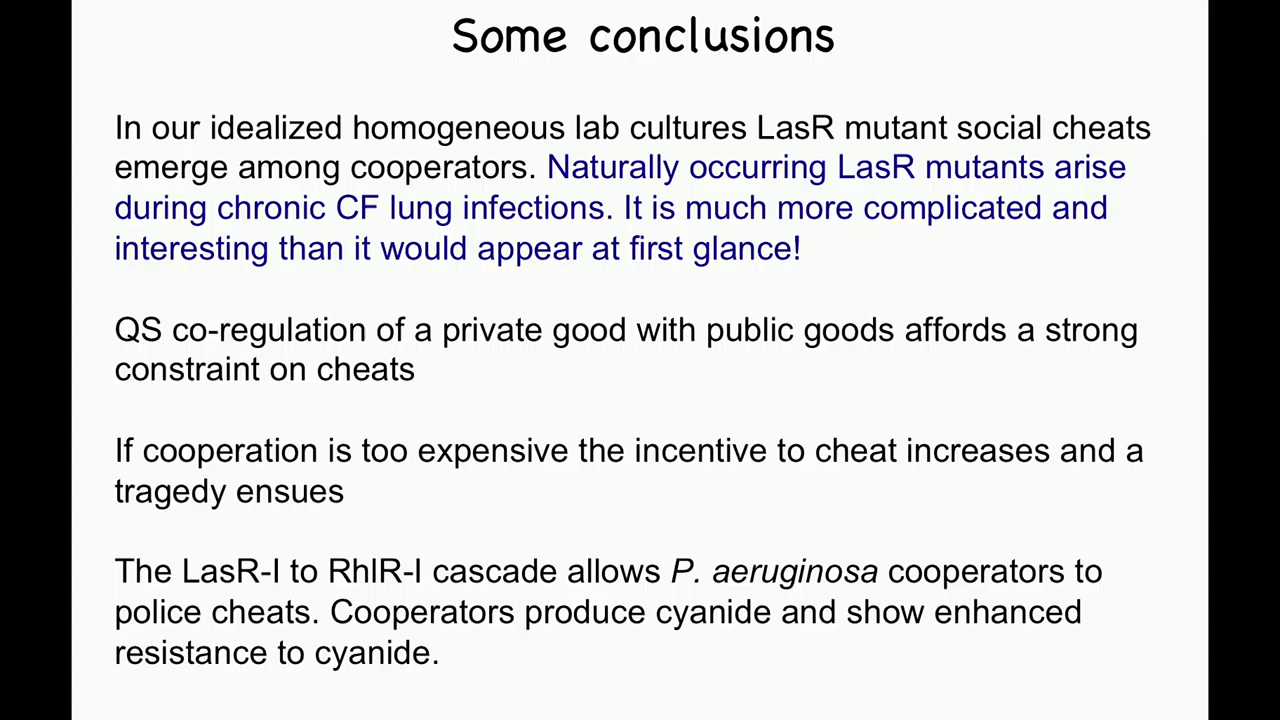 Some conclusions
In our idealized homogeneous lab cultures LasR mutant social cheats
emerge among cooperators. Naturally occurring LasR mutants arise
during chronic CF lung infections. It is much more complicated and
interesting than it would appear at first glance!
QS co-regulation of a private good with public goods affords a strong
constraint on cheats
If cooperation is too expensive the incentive to cheat increases and a
tragedy ensues
The LasR-I to RhlR-I cascade allows P. aeruginosa cooperators to
police cheats. Cooperators produce cyanide and show enhanced
resistance to cyanide.